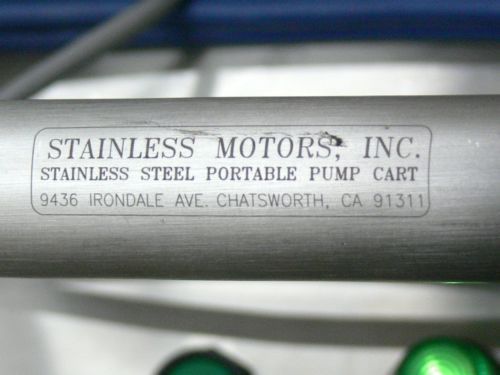 STAINLESS MOTORS, INC.
STAINLESS STEEL PORTABLE PUMP CART
9436 IRONDALE AVE. CHATSWORTH, CA 91311